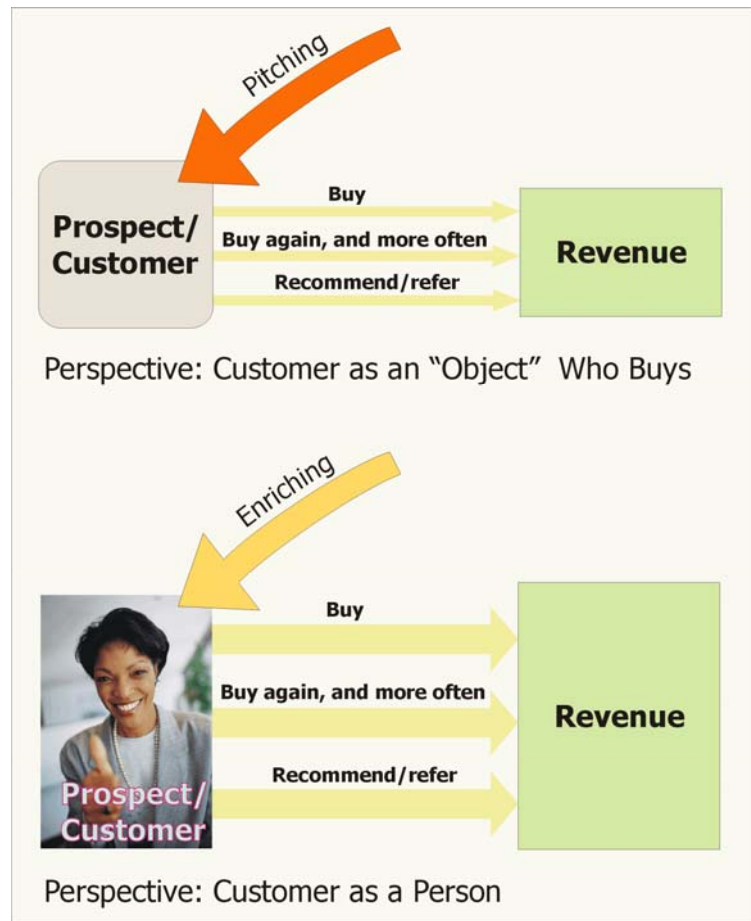 Pitching
Prospect/
Customer
Buy
Buy again, and more often
Recommend/refer
Revenue
Perspective: Customer as an “Object” Who Buys
Enriching
Prospect/
Customer
Buy
Buy again, and more often
Recommend/refer
Revenue
Perspective: Customer as a Person